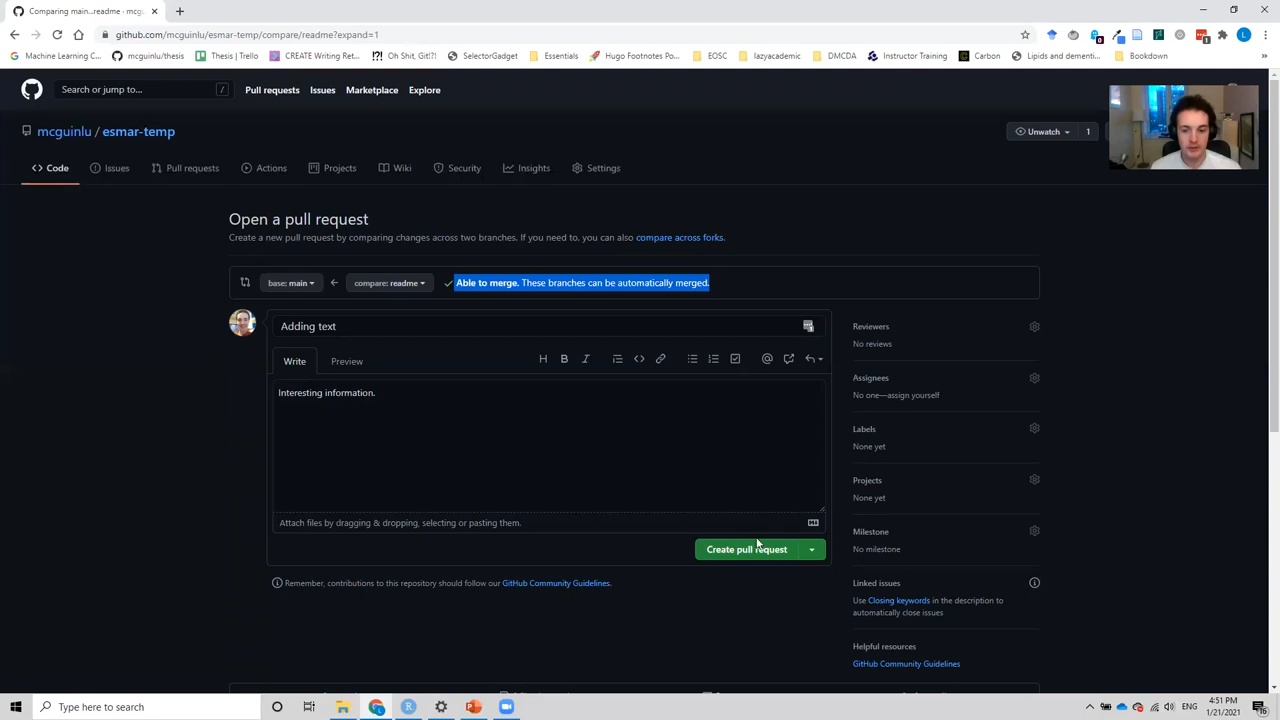 Comparing main...readme · mcg
github.com/mcguinlu/esmar-temp/compare/readme?expand=1
Machine Learning C...
mcguinlu/thesis
Thesis | Trello
CREATE Writing Ret...
Oh Shit, Git!?!
SelectorGadget
Essentials
Hugo Footnotes Po...
EOSC
lazyacademic
DMCDA
Instructor Training
Carbon
Lipids and dementi...
Bookdown
Search or jump to...
/
Pull requests
Issues
Marketplace
Explore
mcguinlu / esmar-temp
Unwatch
1
Code
Issues
Pull requests
Actions
Projects
Wiki
Security
Insights
Settings
Open a pull request
Create a new pull request by comparing changes across two branches. If you need to, you can also compare across forks.
base: main
compare: readme
Able to merge. These branches can be automatically merged.
Adding text
Write
Preview
Interesting information.
Attach files by dragging & dropping, selecting or pasting them.
Create pull request
Remember, contributions to this repository should follow our GitHub Community Guidelines.
Reviewers
No reviews
Assignees
No one—assign yourself
Labels
None yet
Projects
None yet
Milestone
No milestone
Linked issues
Use Closing keywords in the description to
automatically close issues
Helpful resources
GitHub Community Guidelines
Type here to search
ENG
4:51 PM
1/21/2021